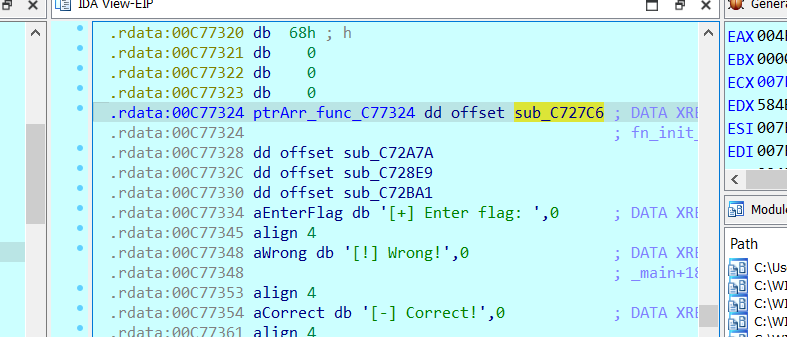 IDA View-EIP
.rdata:00C77320 db 68h ; h
.rdata:00C77321 db 0
.rdata:00C77322 db 0
.rdata:00C77323 db 0
.rdata:00C77324 ptrArr_func_C77324 dd offset sub_C727C6 ; DATA XRE
.rdata:00C77324 ; fn_init_
.rdata:00C77328 dd offset sub_C72A7A
.rdata:00C7732C dd offset sub_C728E9
.rdata:00C77330 dd offset sub_C72BA1
.rdata:00C77334 aEnterFlag db '[+] Enter flag: ',0 ; DATA XRE
.rdata:00C77345 align 4
.rdata:00C77348 aWrong db '[!] Wrong!',0 ; DATA XRE
.rdata:00C77348 ; _main+18
.rdata:00C77353 align 4
.rdata:00C77354 aCorrect db '[-] Correct!',0 ; DATA XRE
.rdata:00C77361 align 4
Genera
EAX 004
EBX 0000
ECX 007
EDX 584
ESI 007
EDI 007
Module
Path
C:\Use
C:\WI
C:\WI
C:\WI
C:\WI